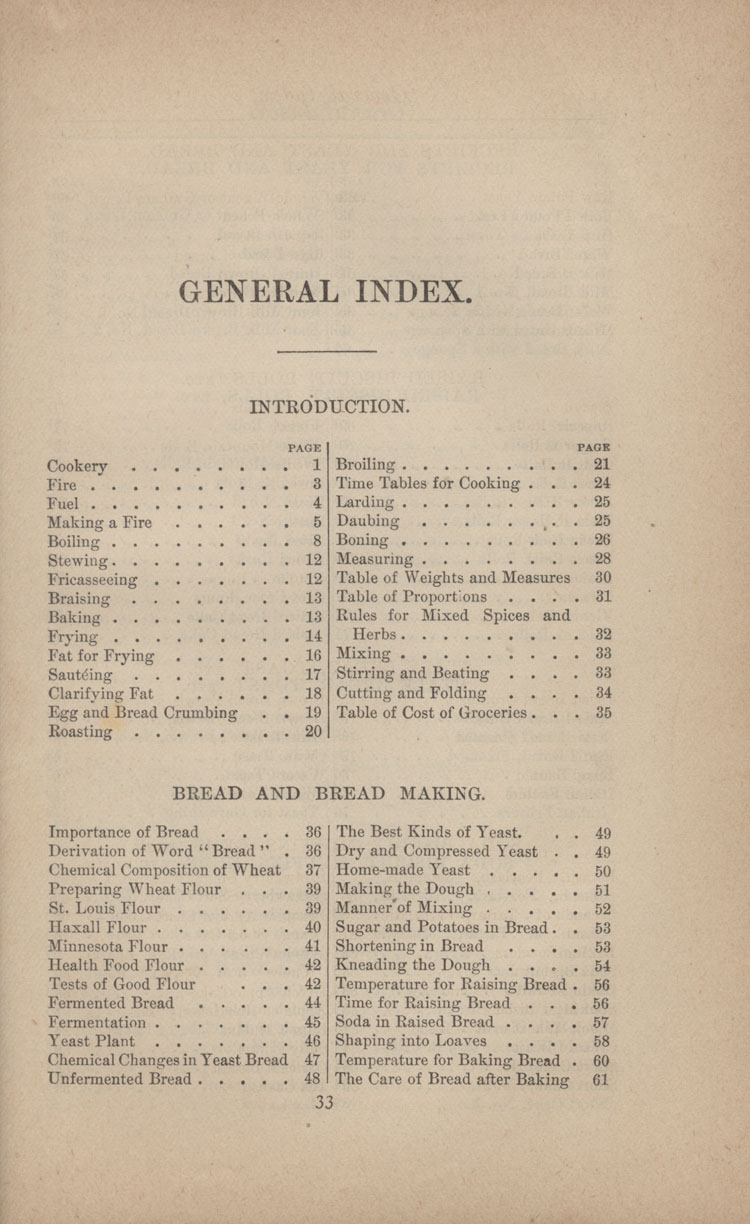 GENERAL INDEX.
INTRODUCTION.
PAGE
Cookery . . . . . . . . 1
Fire . . . . . . . . . . 3
Fuel . . . . . . . . . . 4
Making a Fire . . . . . . 5
Boiling . . . . . . . . . 8
Stewing . . . . . . . . . 12
Fricasseeing . . . . . . . 12
Braising . . . . . . . . 13
Baking . . . . . . . . . 13
Frying . . . . . . . . . 14
Fat for Frying . . . . . . 16
Sautéing . . . . . . . . 17
Clarifying Fat . . . . . . 18
Egg and Bread Crumbing . . 19
Roasting . . . . . . . . 20
PAGE
Broiling . . . . . . . . . 21
Time Tables for Cooking . . . 24
Larding . . . . . . . . . 25
Daubing . . . . . . . . 25
Boning . . . . . . . . . 26
Measuring . . . . . . . . 28
Table of Weights and Measures 30
Table of Proportions . . . . 31
Rules for Mixed Spices and
Herbs . . . . . . . . . 32
Mixing . . . . . . . . . 33
Stirring and Beating . . . . 33
Cutting and Folding . . . . 34
Table of Cost of Groceries . . . 35
BREAD AND BREAD MAKING.
Importance of Bread . . . . 36
Derivation of Word "Bread" . 36
Chemical Composition of Wheat 37
Preparing Wheat Flour . . . 39
St. Louis Flour . . . . . . 39
Haxall Flour . . . . . . . 40
Minnesota Flour . . . . . . 41
Health Food Flour . . . . . 42
Tests of Good Flour . . . 42
Fermented Bread . . . . . 44
Fermentation . . . . . . . 45
Yeast Plant . . . . . . . 46
Chemical Changes in Yeast Bread 47
Unfermented Bread . . . . . 48
The Best Kinds of Yeast. . . 49
Dry and Compressed Yeast . . 49
Home-made Yeast . . . . . 50
Making the Dough . . . . . 51
Manner of Mixing . . . . . 52
Sugar and Potatoes in Bread . . 53
Shortening in Bread . . . . 53
Kneading the Dough . . . . 54
Temperature for Raising Bread . 56
Time for Raising Bread . . . 56
Soda in Raised Bread . . . . 57
Shaping into Loaves . . . . 58
Temperature for Baking Bread . 60
The Care of Bread after Baking 61
33